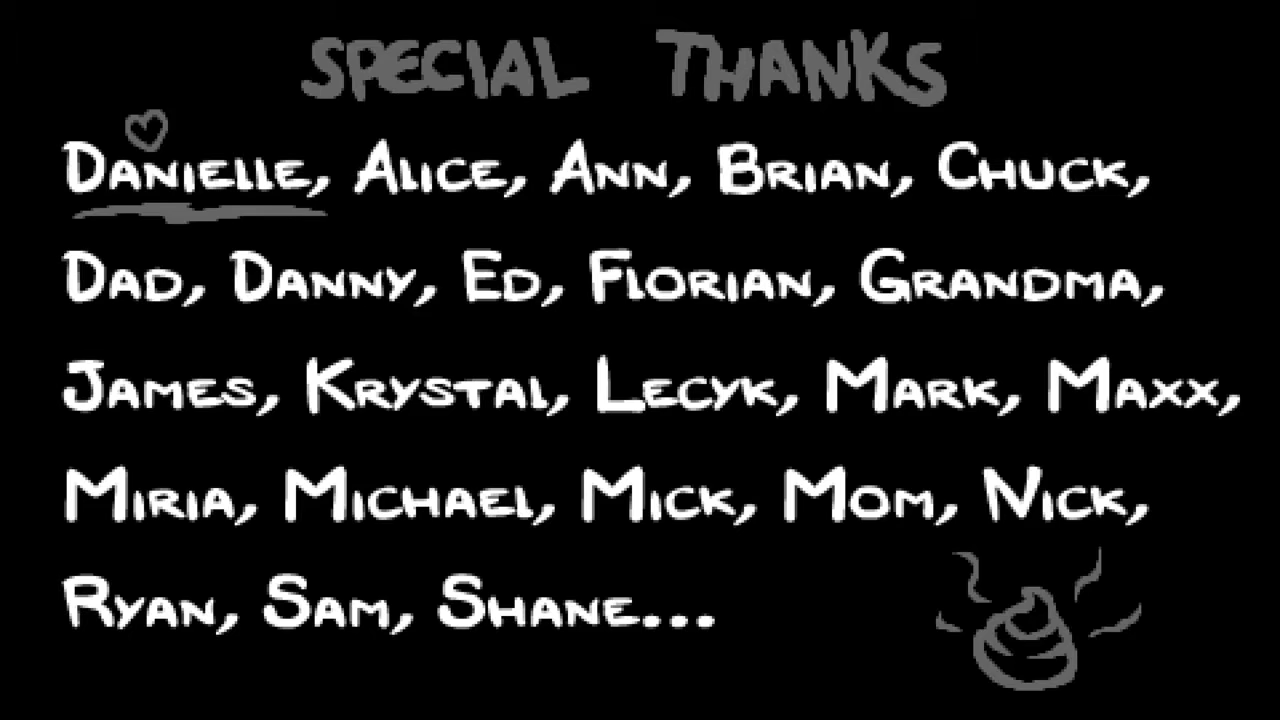 SPECIAL THANKS
DANIELLE, ALICE, ANN, BRIAN, CHUCK,
DAD, DANNY, ED, FLORIAN, GRANDMA,
JAMES, KRYSTAL, LECYK, MARK, MAXX,
MIRIA, MICHAEL, MICK, MOM, NICK,
RYAN, SAM, SHANE...